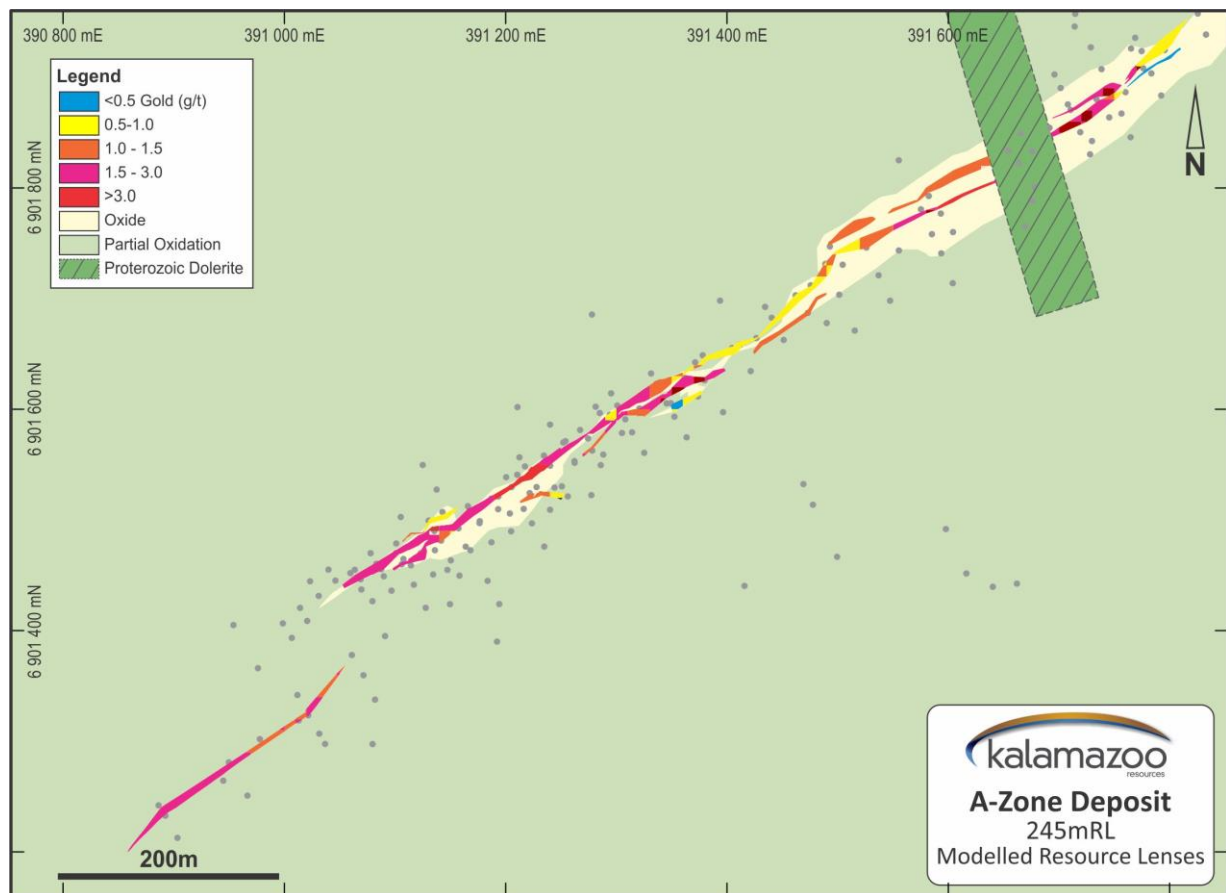 390 800 mE
391 000 mE
391 200 mE
391 400 mE
391 600 mE
Legend
<0.5 Gold (g/t)
0.5-1.0
1.0 - 1.5
1.5 - 3.0
>3.0
Oxide
Partial Oxidation
Proterozoic Dolerite
N
6 901 800 mN
6 901 600 mN
6 901 400 mN
200m
kalamazoo
resources
A-Zone Deposit
245mRL
Modelled Resource Lenses